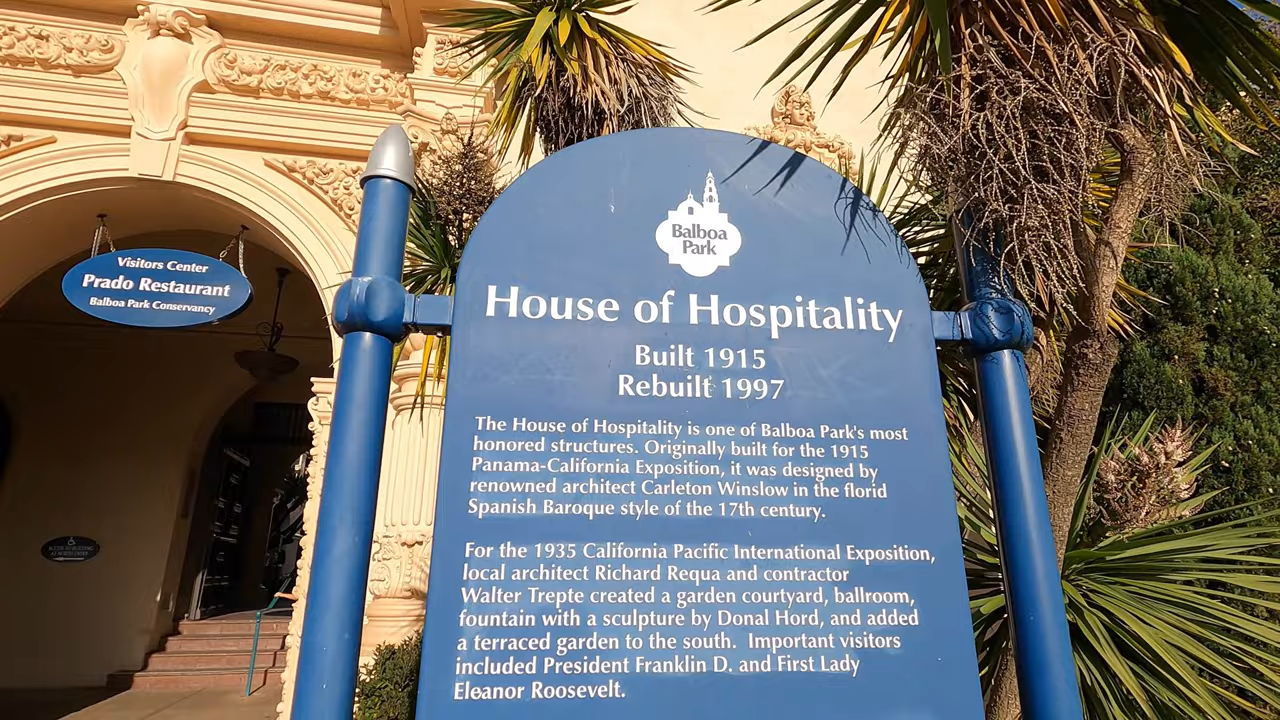 Visitors Center
Prado Restaurant
Balboa Park Conservancy
Balboa
Park
House of Hospitality
Built 1915
Rebuilt 1997
The House of Hospitality is one of Balboa Park's most
honored structures. Originally built for the 1915
Panama-California Exposition, it was designed by
renowned architect Carleton Winslow in the florid
Spanish Baroque style of the 17th century.
For the 1935 California Pacific International Exposition,
local architect Richard Requa and contractor
Walter Trepte created a garden courtyard, ballroom,
fountain with a sculpture by Donal Hord, and added
a terraced garden to the south. Important visitors
included President Franklin D. and First Lady
Eleanor Roosevelt.